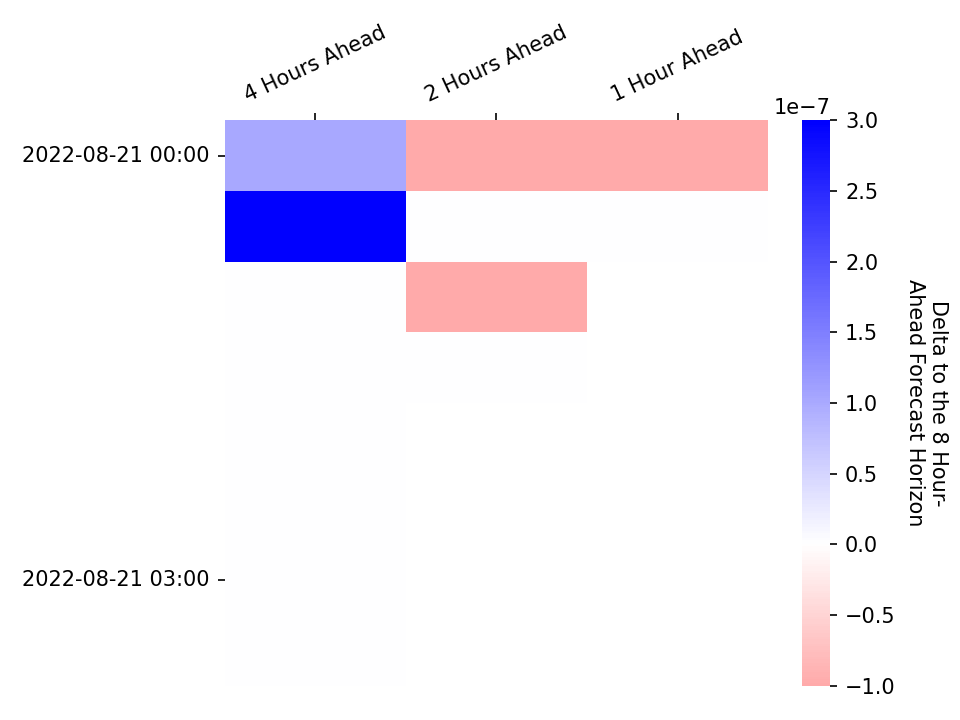 4 Hours Ahead
2 Hours Ahead
1 Hour Ahead
1e−7
2022-08-21 00:00
2022-08-21 03:00
3.0
2.5
2.0
1.5
1.0
0.5
0.0
−0.5
−1.0
Delta to the 8 Hour-
Ahead Forecast Horizon